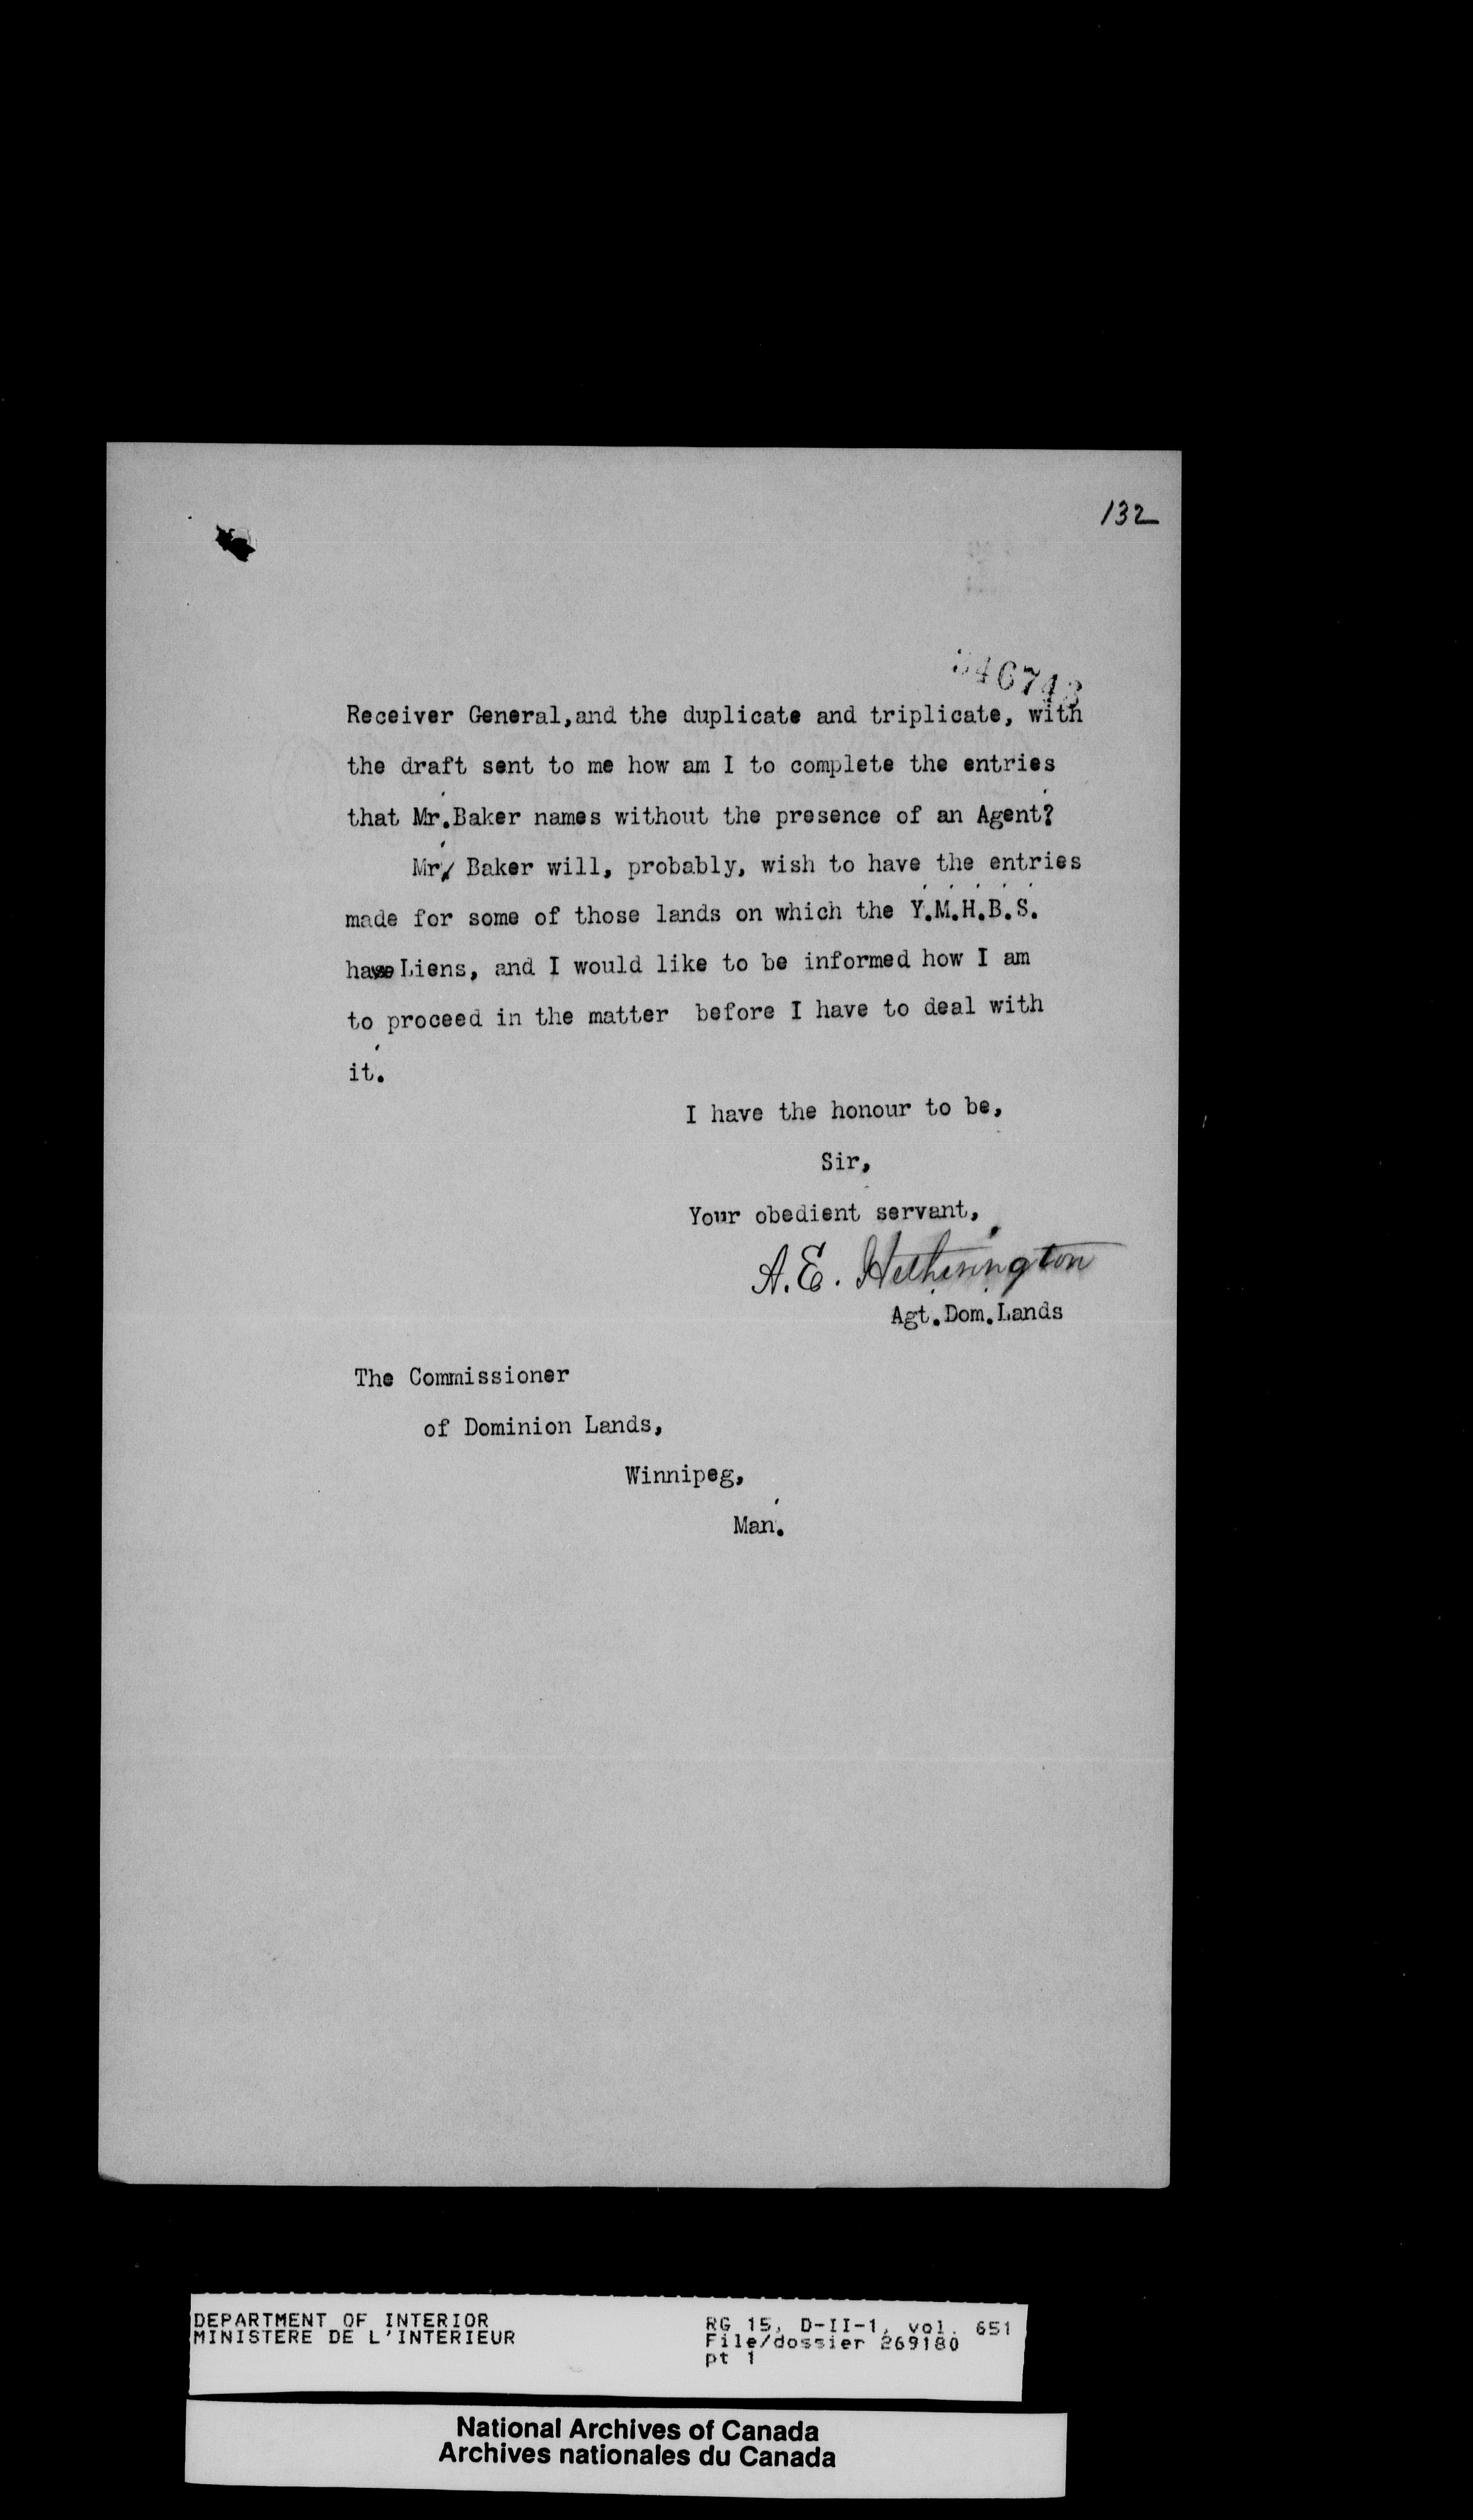 132
346743
Receiver General,and the duplicate and triplicate, with
the draft sent to me how am I to complete the entries
that Mr.Baker names without the presence of an Agent?
Mr. Baker will, probably, wish to have the entries
made for some of those lands on which the Y.M.H.B.S.
have Liens, and I would like to be informed how I am
to proceed in the matter before I have to deal with
it.
I have the honour to be,
Sir,
Your obedient servant,
A.E. Hetherington
Agt.Dom.Lands
The Commissioner
of Dominion Lands,
Winnipeg,
Man.
DEPARTMENT OF INTERIOR
MINISTERE DE L'INTERIEUR
RG 15, D-II-1, vol. 651
File/dossier 269180
pt 1
National Archives of Canada
Archives nationales du Canada